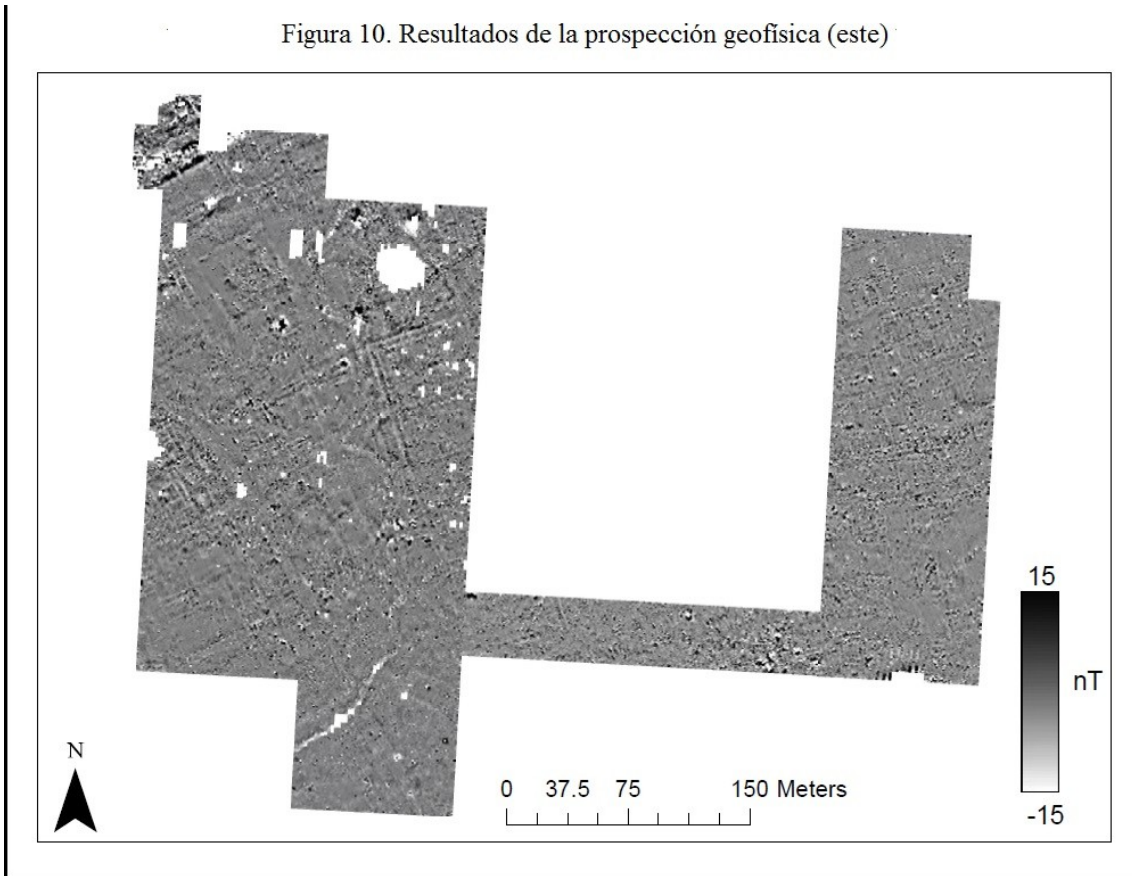 Figura 10. Resultados de la prospección geofísica (este)
15
nT
-15
N
0 37.5 75 150 Meters